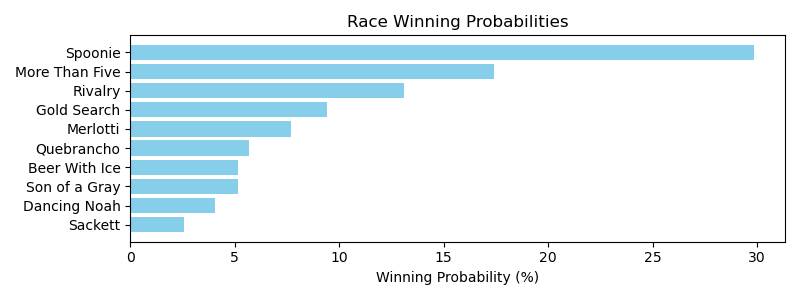 Race Winning Probabilities
Spoonie
More Than Five
Rivalry
Gold Search
Merlotti
Quebrancho
Beer With Ice
Son of a Gray
Dancing Noah
Sackett
0 5 10 15 20 25 30
Winning Probability (%)